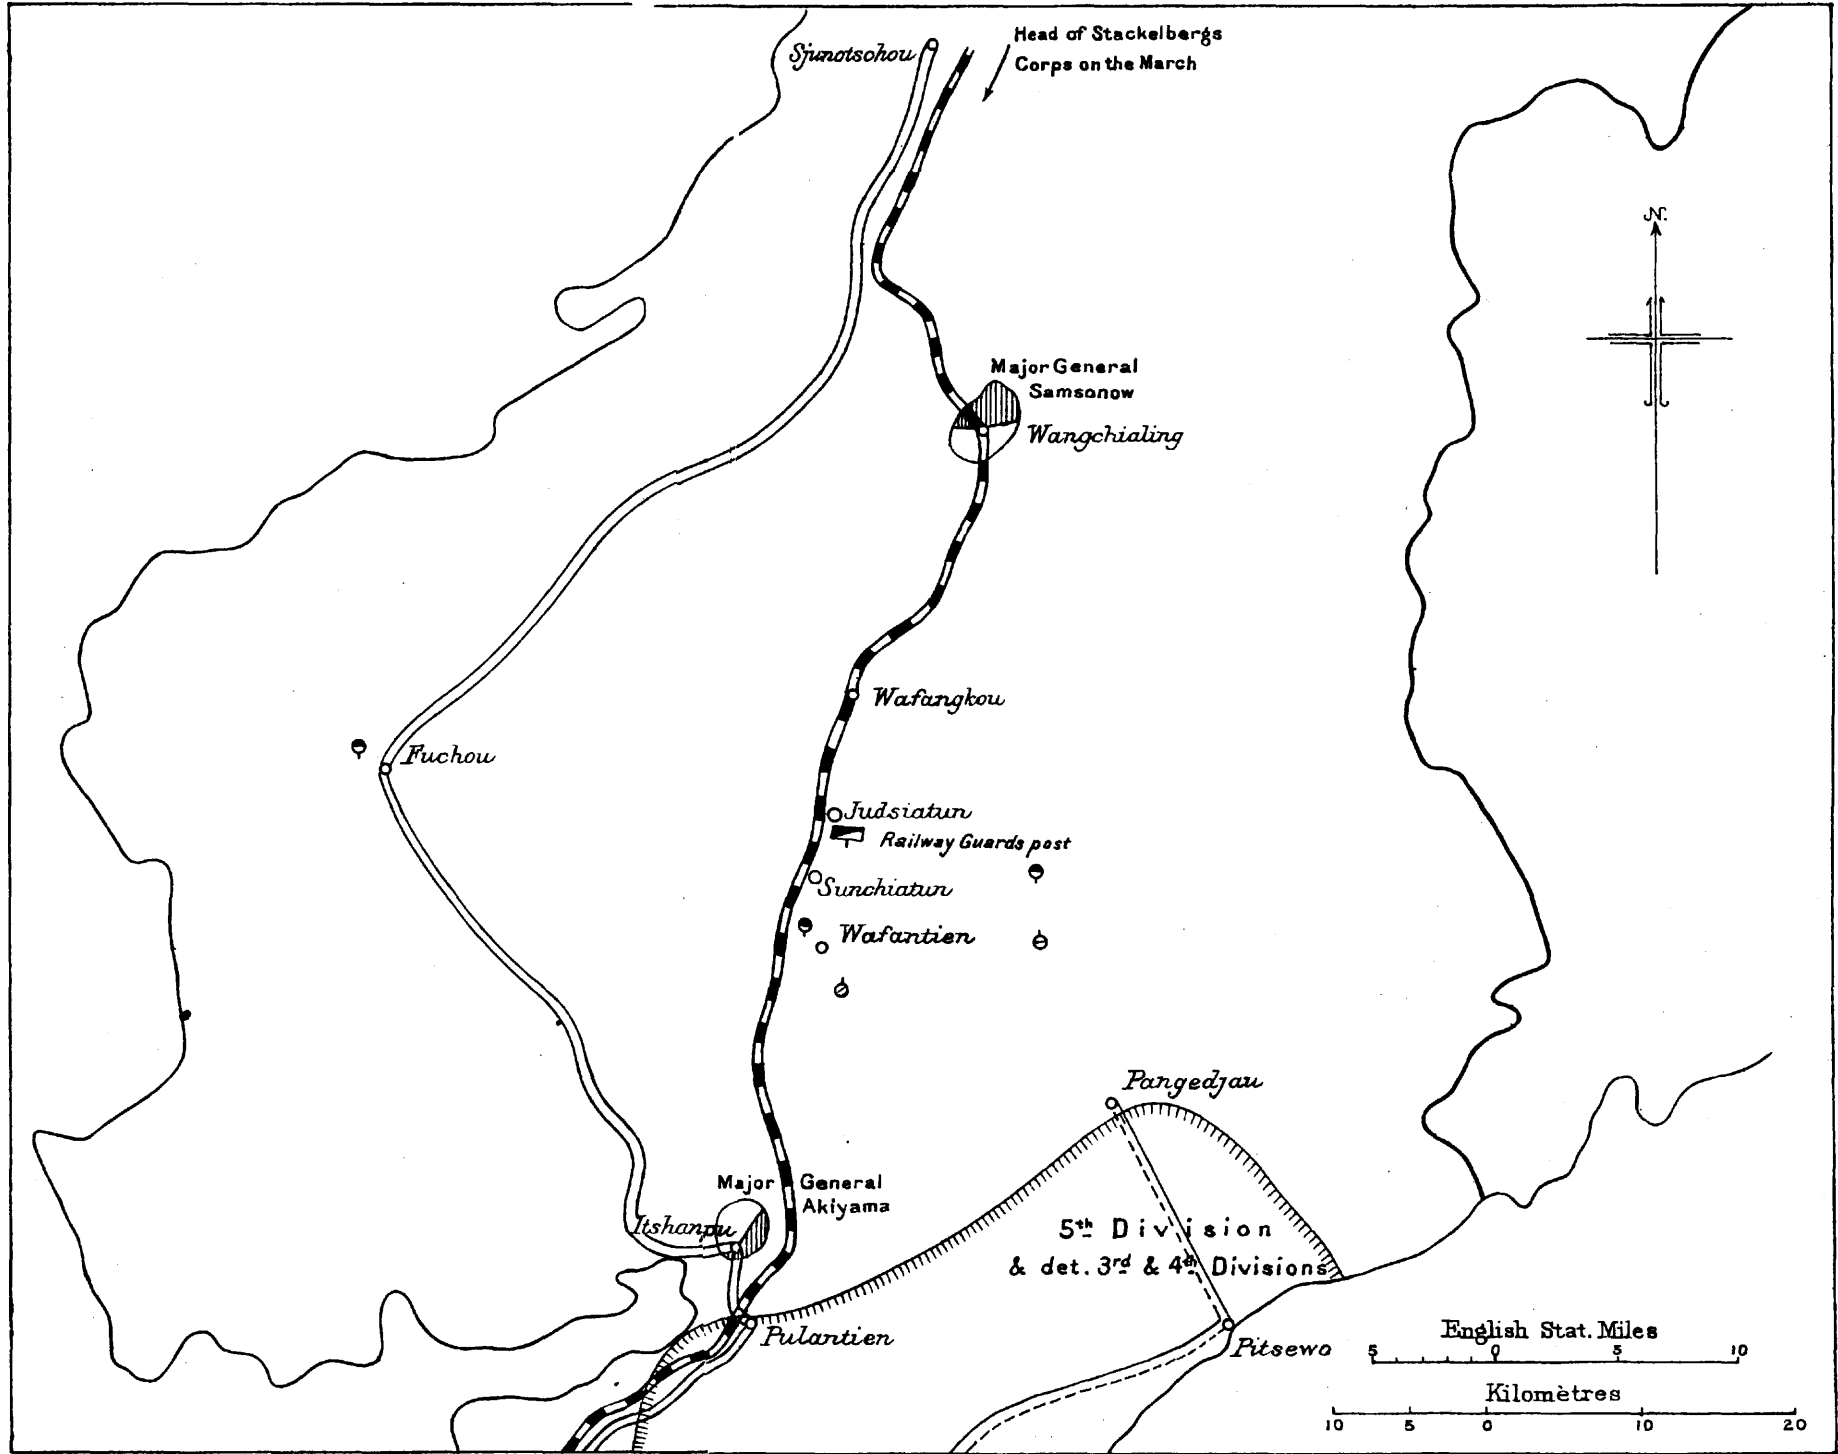 Head of Stackelbergs
Corps on the March
Sjunotschou
N.
Major General
Samsonow
Wangchialing
Wafangkou
Fuchou
Judsiatun
Railway Guards post
Sunchiatun
Wafantien
Pangedjau
Major General
Akiyama
Itshanpu
5th Division
& det. 3rd & 4th Divisions
Pulantien
Pitsewo
English Stat. Miles
5 0 5 10
Kilomètres
10 5 0 10 20